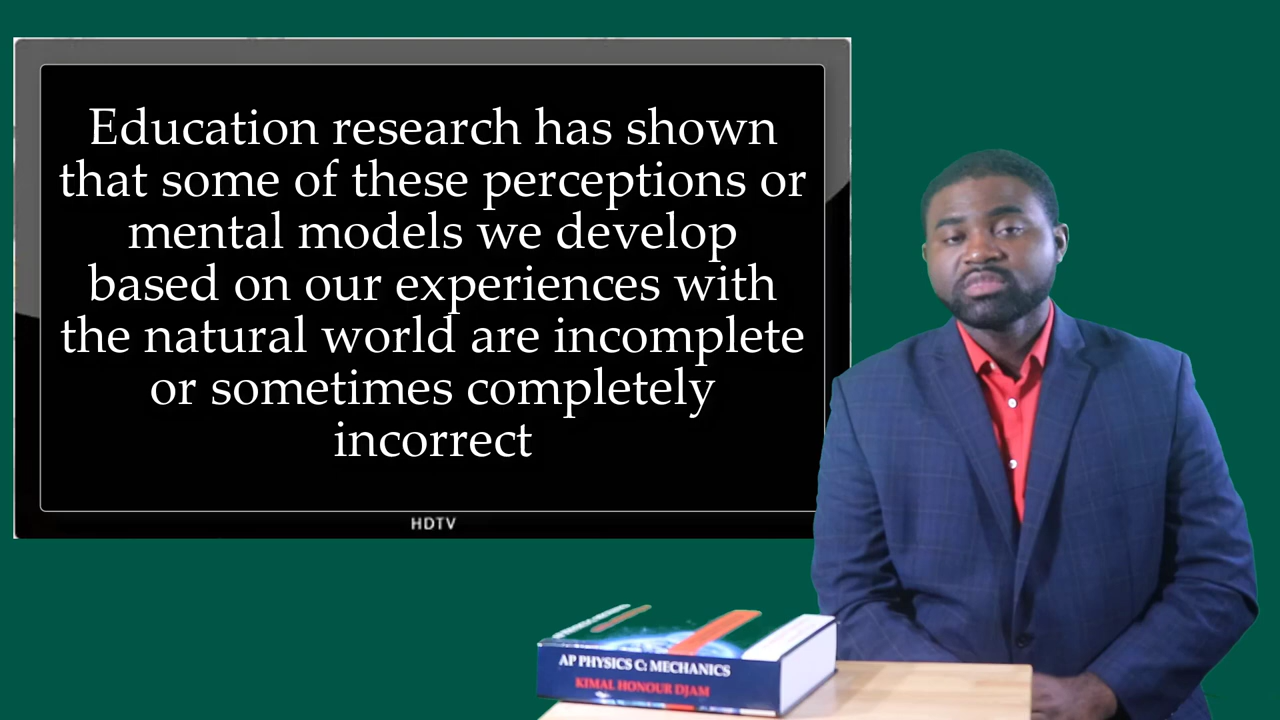 Education research has shown
that some of these perceptions or
mental models we develop
based on our experiences with
the natural world are incomplete
or sometimes completely
incorrect
HDTV
AP PHYSICS C: MECHANICS
KIMAL HONOUR DJAM